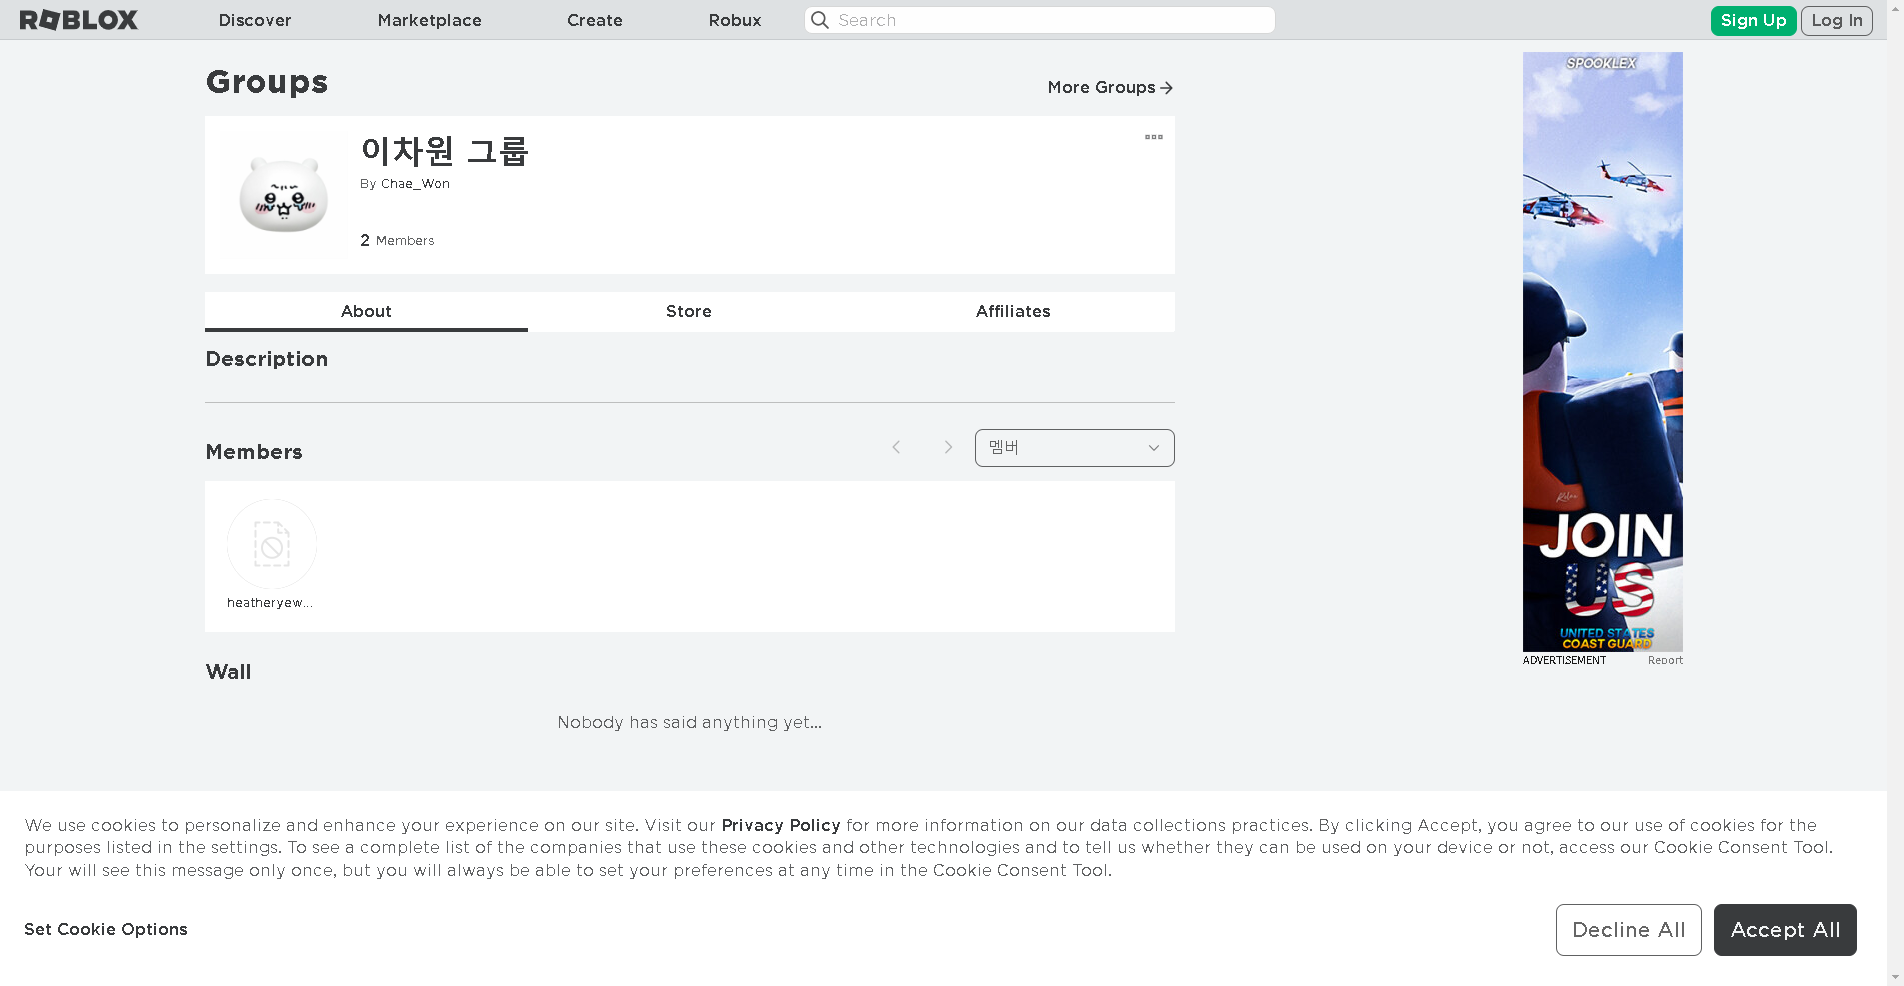 ROBLOX
Discover
Marketplace
Create
Robux
Search
Sign Up
Log In
Groups
More Groups
이차원 그룹
By Chae_Won
2 Members
About
Store
Affiliates
Description
Members
멤버
heatheryew...
Wall
Nobody has said anything yet...
SPOOKLEX
Relax
JOIN
US
UNITED STATES
COAST GUARD
ADVERTISEMENT
Report
We use cookies to personalize and enhance your experience on our site. Visit our Privacy Policy for more information on our data collections practices. By clicking Accept, you agree to our use of cookies for the
purposes listed in the settings. To see a complete list of the companies that use these cookies and other technologies and to tell us whether they can be used on your device or not, access our Cookie Consent Tool.
Your will see this message only once, but you will always be able to set your preferences at any time in the Cookie Consent Tool.
Set Cookie Options
Decline All
Accept All